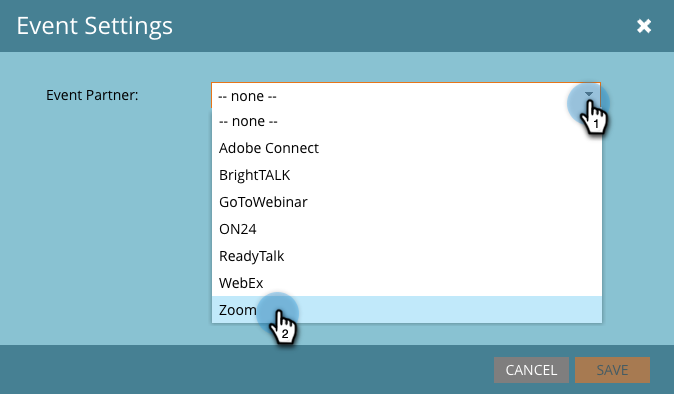 Event Settings
Event Partner:
-- none --
-- none --
Adobe Connect
BrightTALK
GoToWebinar
ON24
ReadyTalk
WebEx
Zoom
1
2
CANCEL
SAVE